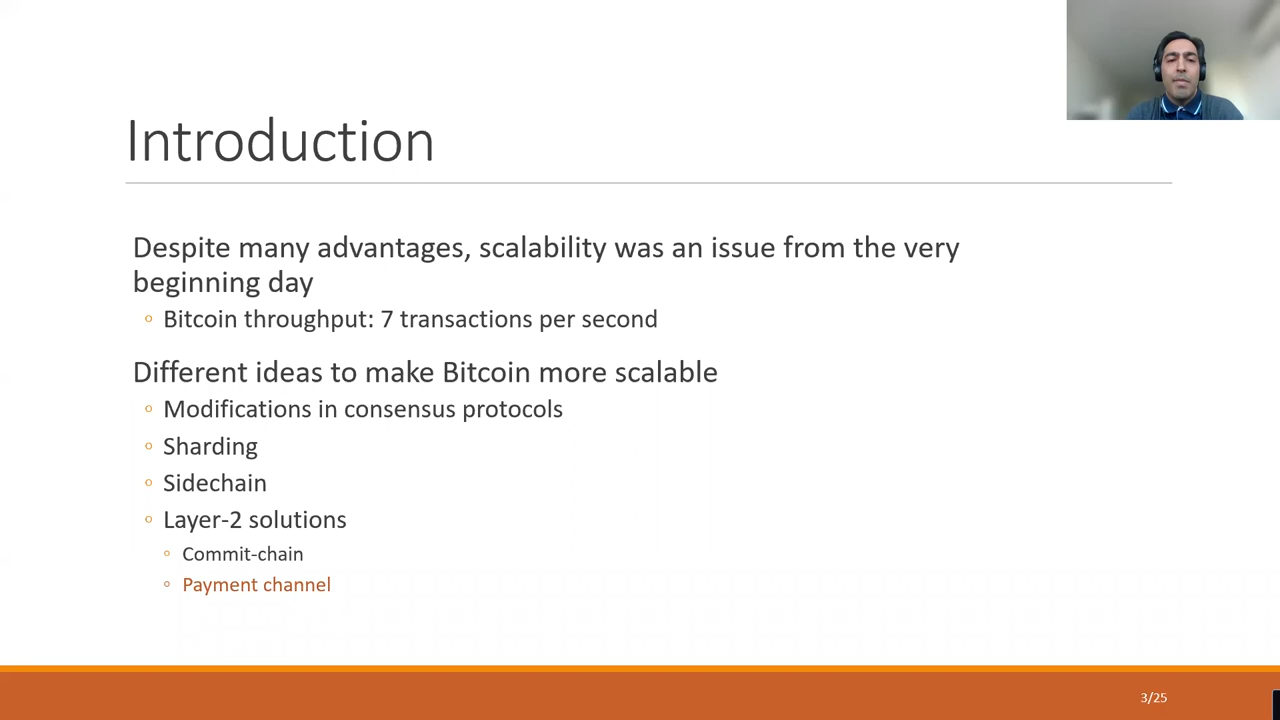 Introduction
Despite many advantages, scalability was an issue from the very
beginning day
Bitcoin throughput: 7 transactions per second
Different ideas to make Bitcoin more scalable
Modifications in consensus protocols
Sharding
Sidechain
Layer-2 solutions
Commit-chain
Payment channel
3/25